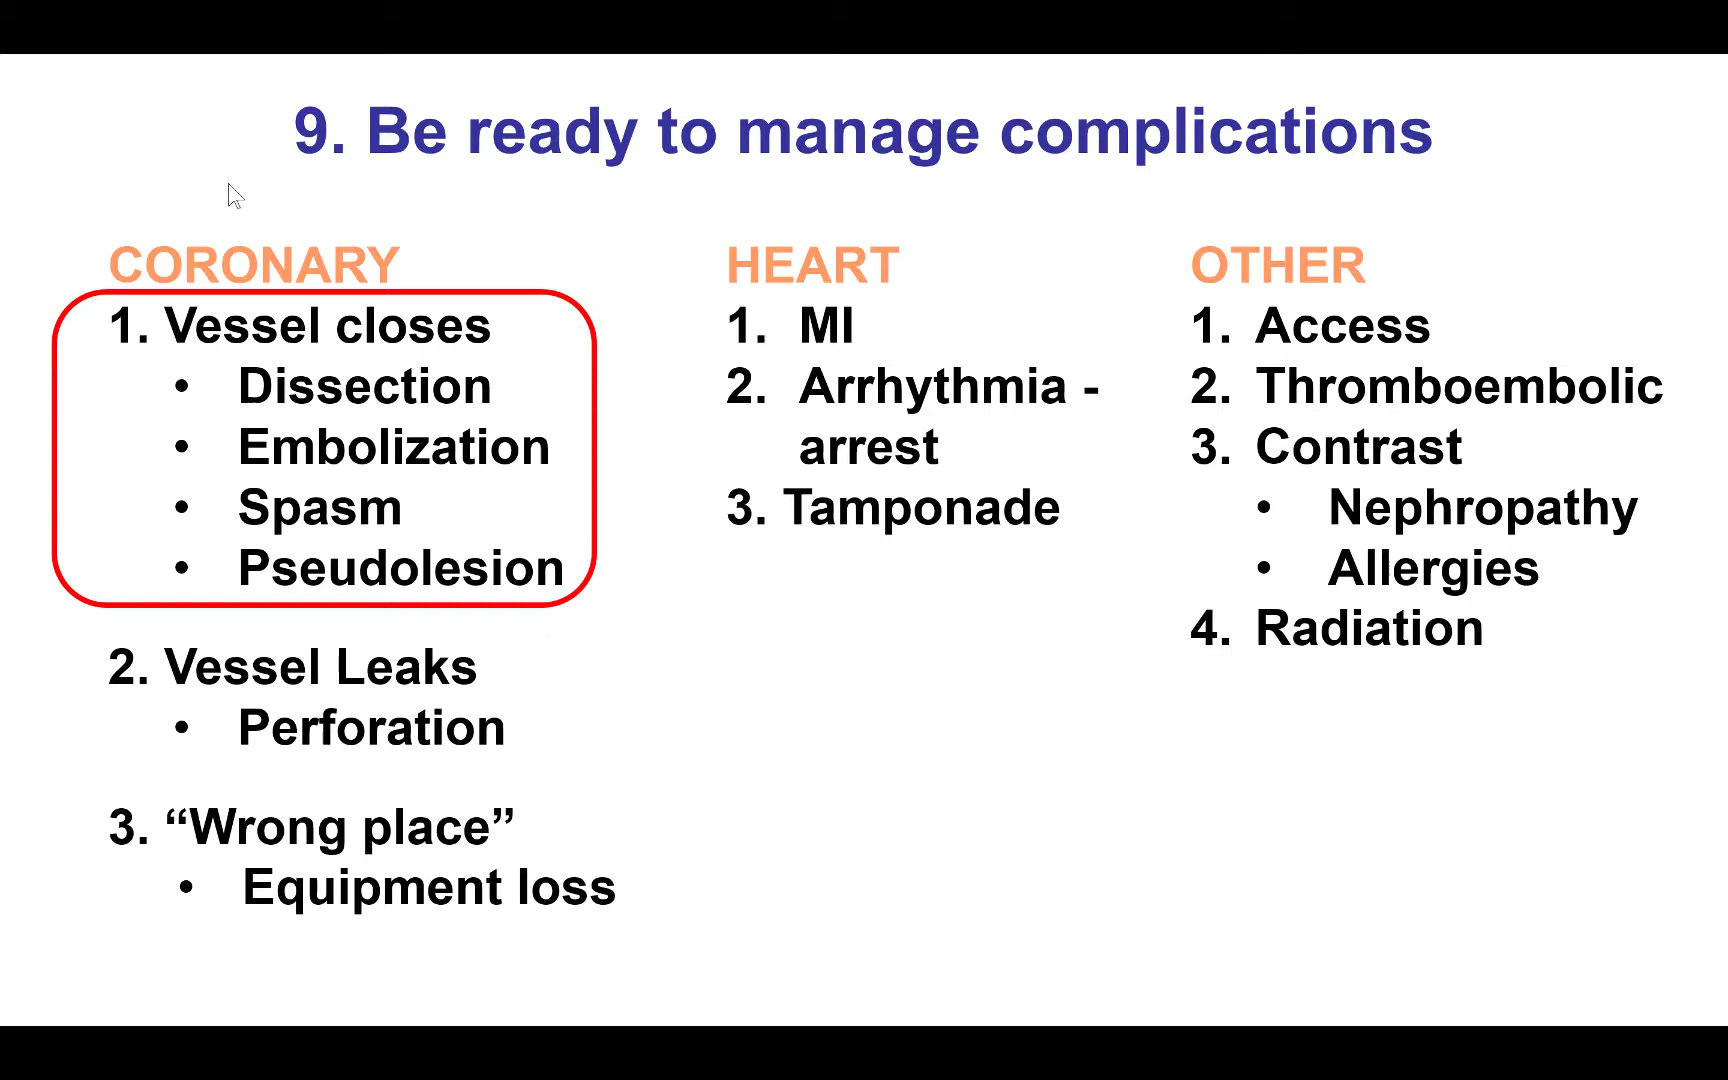 9. Be ready to manage complications
CORONARY
1. Vessel closes
• Dissection
• Embolization
• Spasm
• Pseudolesion
2. Vessel Leaks
• Perforation
3. “Wrong place”
• Equipment loss
HEART
1. MI
2. Arrhythmia -
arrest
3. Tamponade
OTHER
1. Access
2. Thromboembolic
3. Contrast
• Nephropathy
• Allergies
4. Radiation